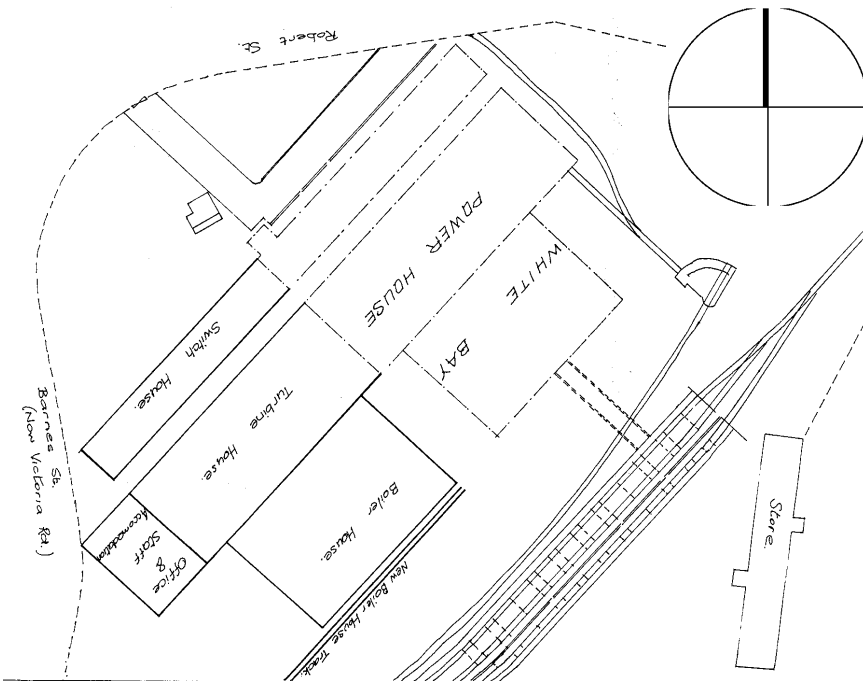 Robert St.
POWER HOUSE
WHITE
BAY
Switch
House.
Turbine
House.
Boiler
House.
Office
&
Staff
Accomodation
New Boiler House Track.
Barnes St.
(Now Victoria Rd.)
Store